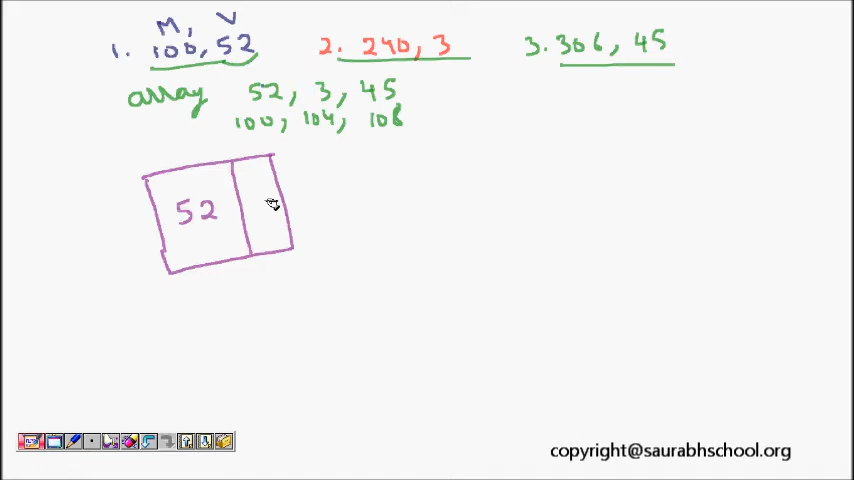 M, V
1. 100, 52 2. 240, 3 3. 306, 45
array 52, 3, 45
100, 104, 108
52
copyright@saurabhschool.org